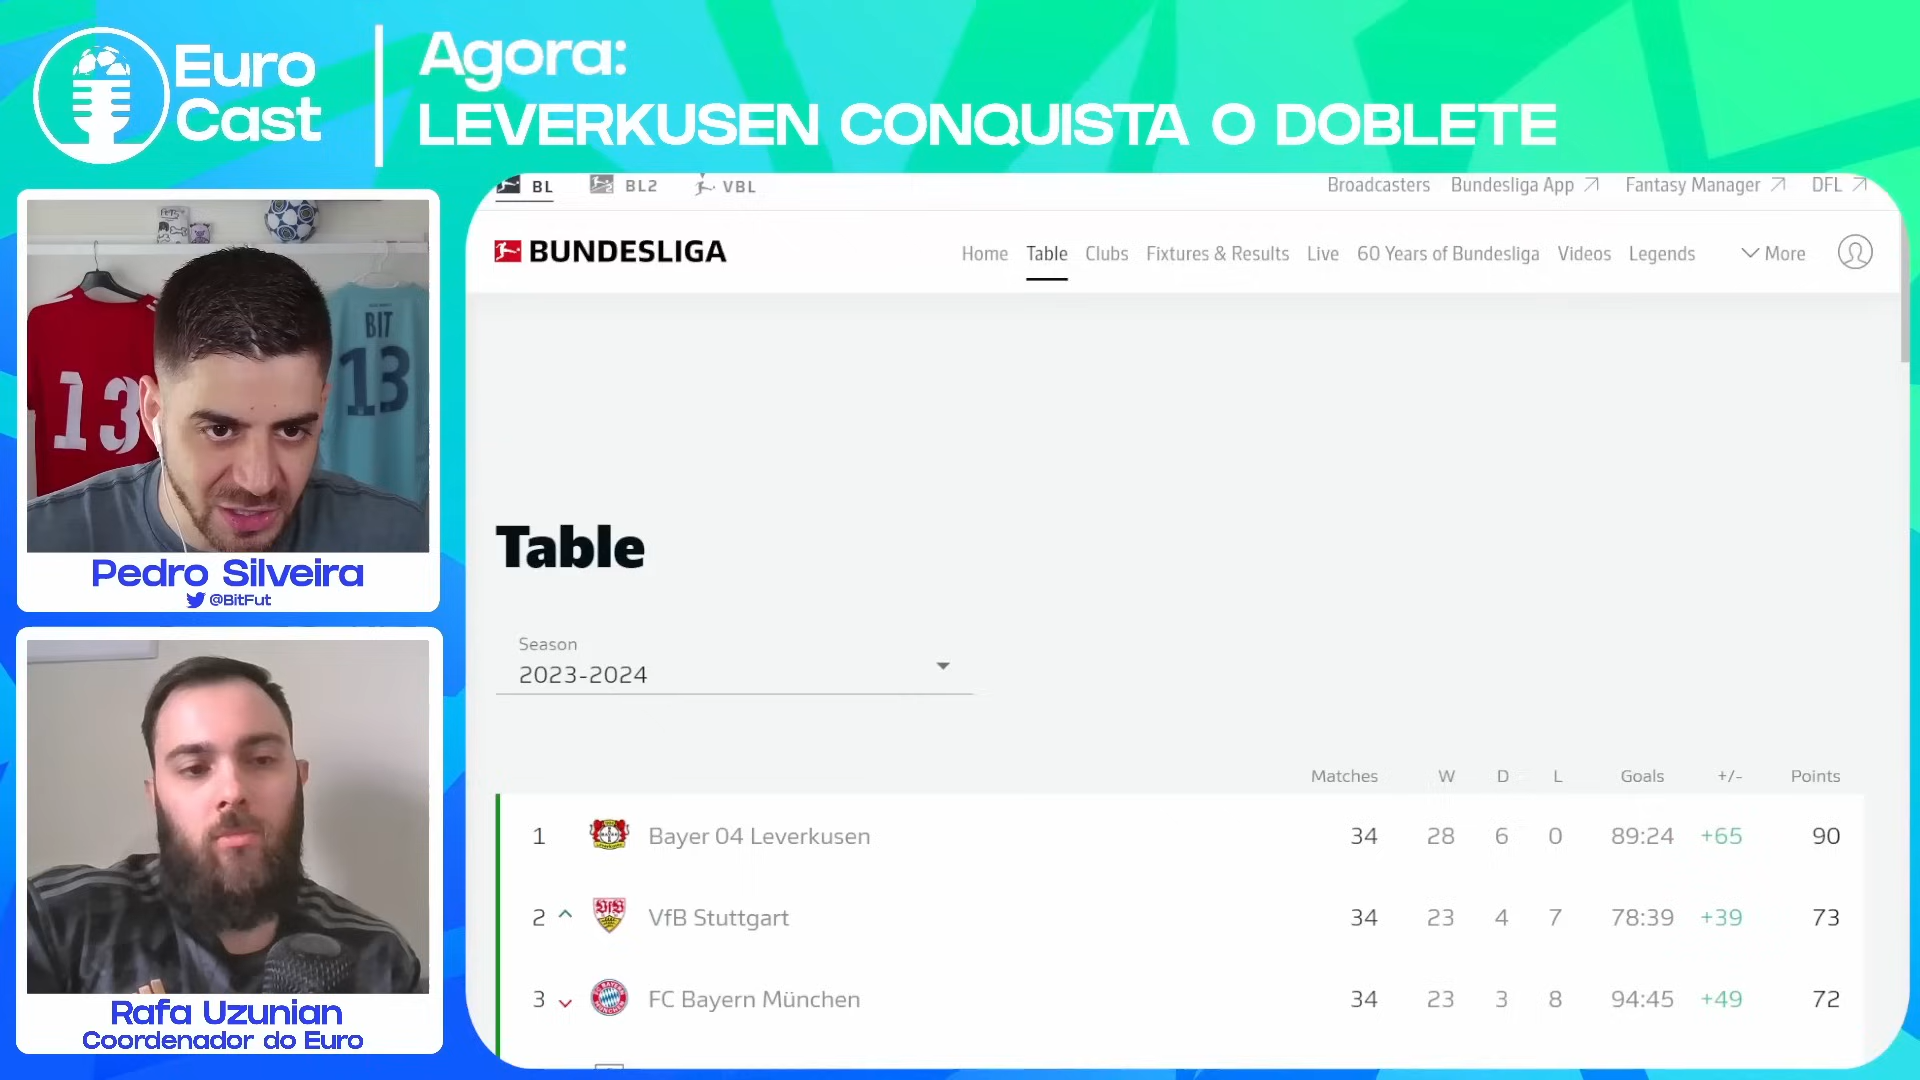 Euro
Cast
Agora:
LEVERKUSEN CONQUISTA O DOBLETE
13
BIT
13
Pedro Silveira
@BitFut
Rafa Uzunian
Coordenador do Euro
BL BL2 VBL
Broadcasters Bundesliga App Fantasy Manager DFL
BUNDESLIGA
Home Table Clubs Fixtures & Results Live 60 Years of Bundesliga Videos Legends More
Table
Season
2023-2024
Matches W D L Goals +/- Points
1 Bayer 04 Leverkusen 34 28 6 0 89:24 +65 90
2 VfB Stuttgart 34 23 4 7 78:39 +39 73
3 FC Bayern München 34 23 3 8 94:45 +49 72